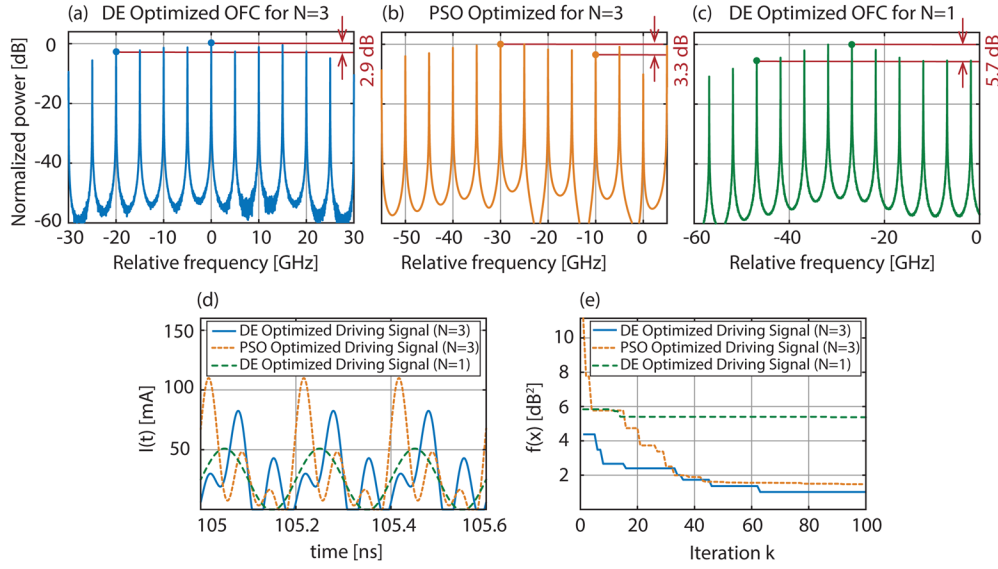 (a) DE Optimized OFC for N=3
(b) PSO Optimized for N=3
(c) DE Optimized OFC for N=1
Normalized power [dB]
0
-20
-40
-60
2.9 dB
3.3 dB
5.7 dB
-30 -20 -10 0 10 20 30
-50 -40 -30 -20 -10 0
-60 -40 -20 0
Relative frequency [GHz]
Relative frequency [GHz]
Relative frequency [GHz]
(d)
I(t) [mA]
150
100
50
DE Optimized Driving Signal (N=3)
PSO Optimized Driving Signal (N=3)
DE Optimized Driving Signal (N=1)
105 105.2 105.4 105.6
time [ns]
(e)
f(x) [dB²]
10
8
6
4
2
DE Optimized Driving Signal (N=3)
PSO Optimized Driving Signal (N=3)
DE Optimized Driving Signal (N=1)
0 20 40 60 80 100
Iteration k